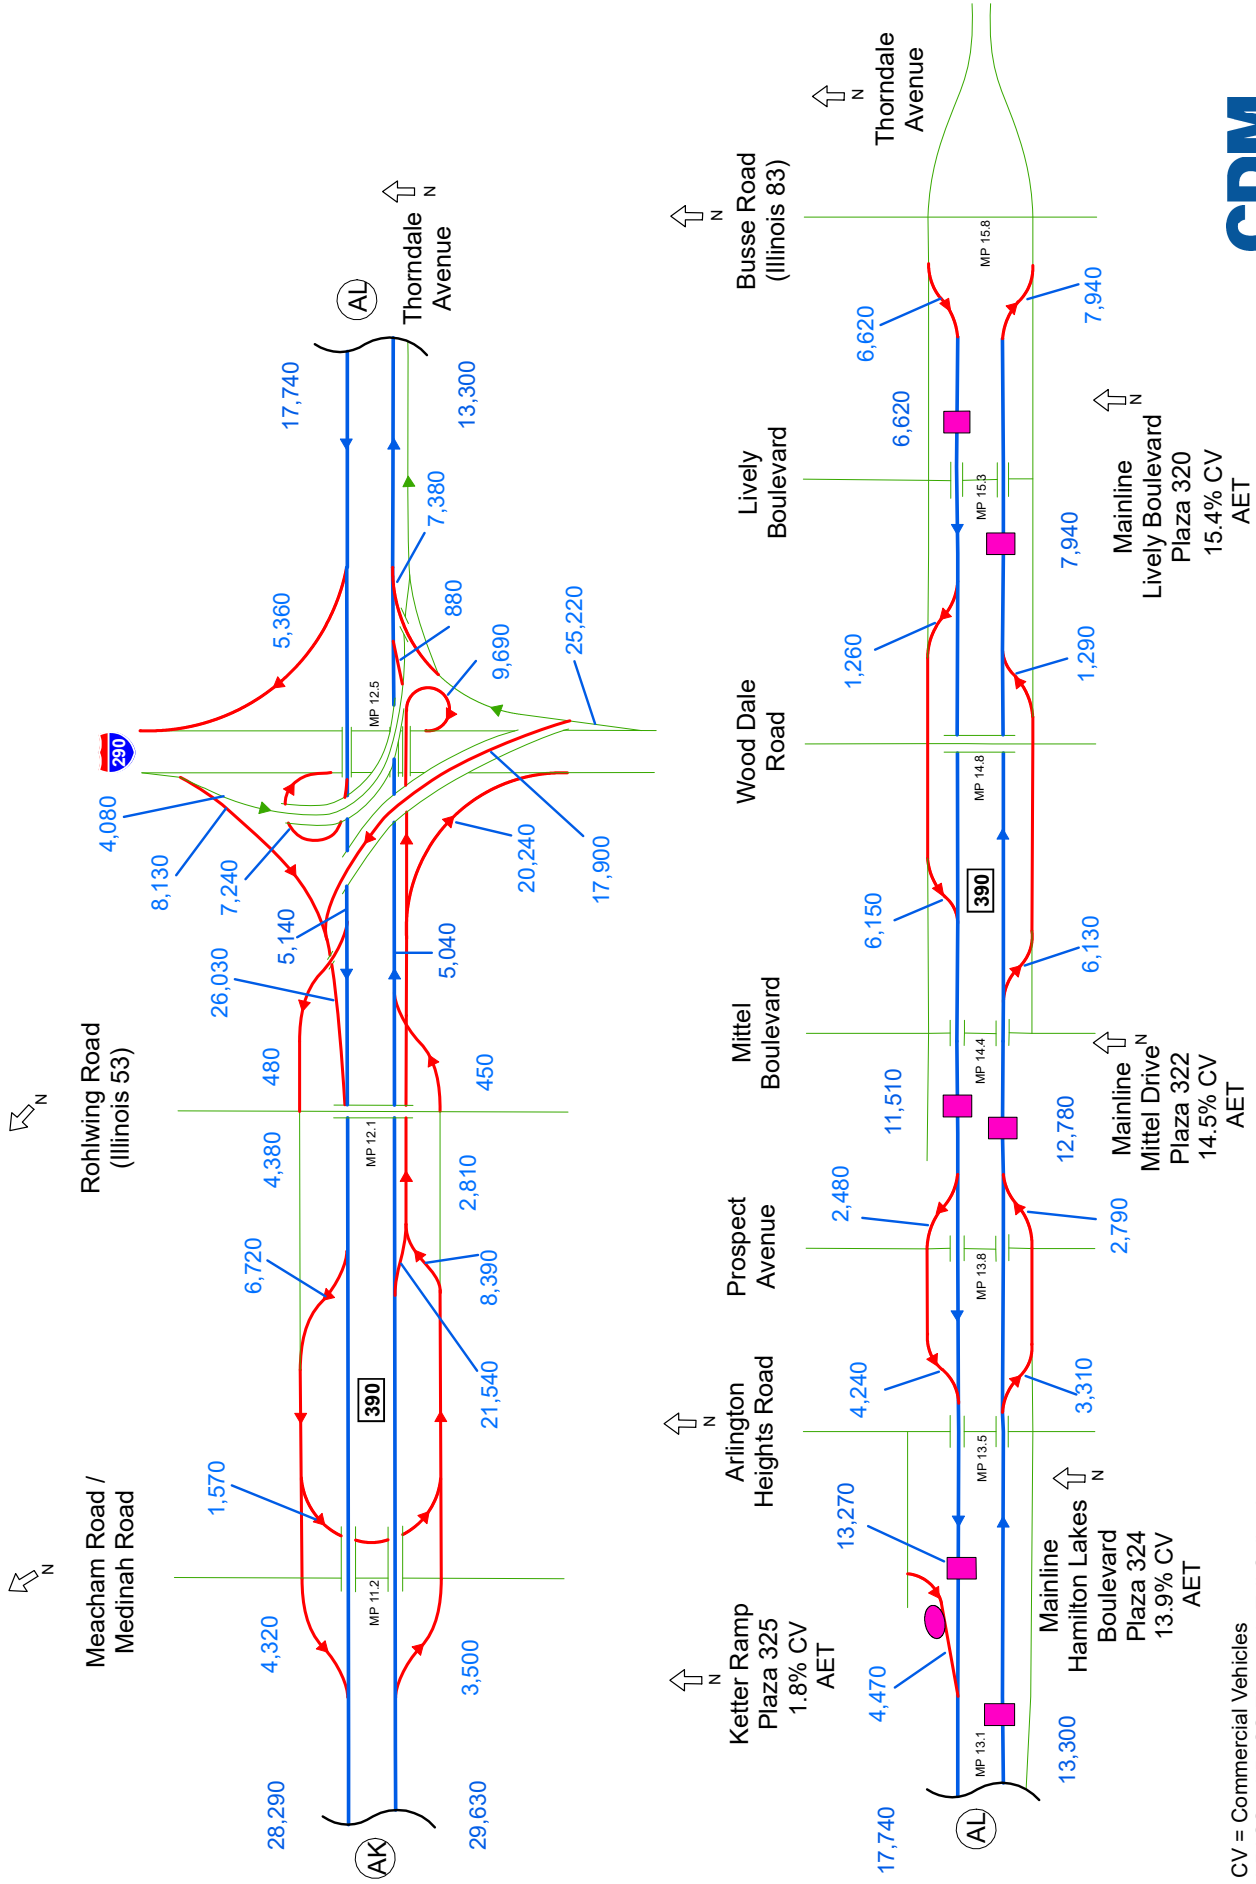 Meacham Road /
Medinah Road
N
Rohlwing Road
(Illinois 53)
N
290
Thorndale
Avenue
N
AK
AL
28,290
4,320
1,570
6,720
4,380
480
26,030
5,140
7,240
8,130
4,080
5,360
17,740
390
MP 11.2
MP 12.1
MP 12.5
29,630
3,500
21,540
8,390
2,810
450
5,040
20,240
17,900
25,220
9,690
880
7,380
13,300
Ketter Ramp
Plaza 325
1.8% CV
AET
N
Arlington
Heights Road
N
Prospect
Avenue
Mittel
Boulevard
Wood Dale
Road
Lively
Boulevard
Busse Road
(Illinois 83)
N
Thorndale
Avenue
N
17,740
4,470
13,270
4,240
2,480
11,510
6,150
1,260
6,620
6,620
AL
MP 13.1
MP 13.5
MP 13.8
MP 14.4
390
MP 14.8
MP 15.3
MP 15.8
13,300
3,310
2,790
12,780
6,130
1,290
7,940
7,940
Mainline
Hamilton Lakes
Boulevard
Plaza 324
13.9% CV
AET
N
Mainline
Mittel Drive
Plaza 322
14.5% CV
AET
N
Mainline
Lively Boulevard
Plaza 320
15.4% CV
AET
N
CV = Commercial Vehicles
CDM